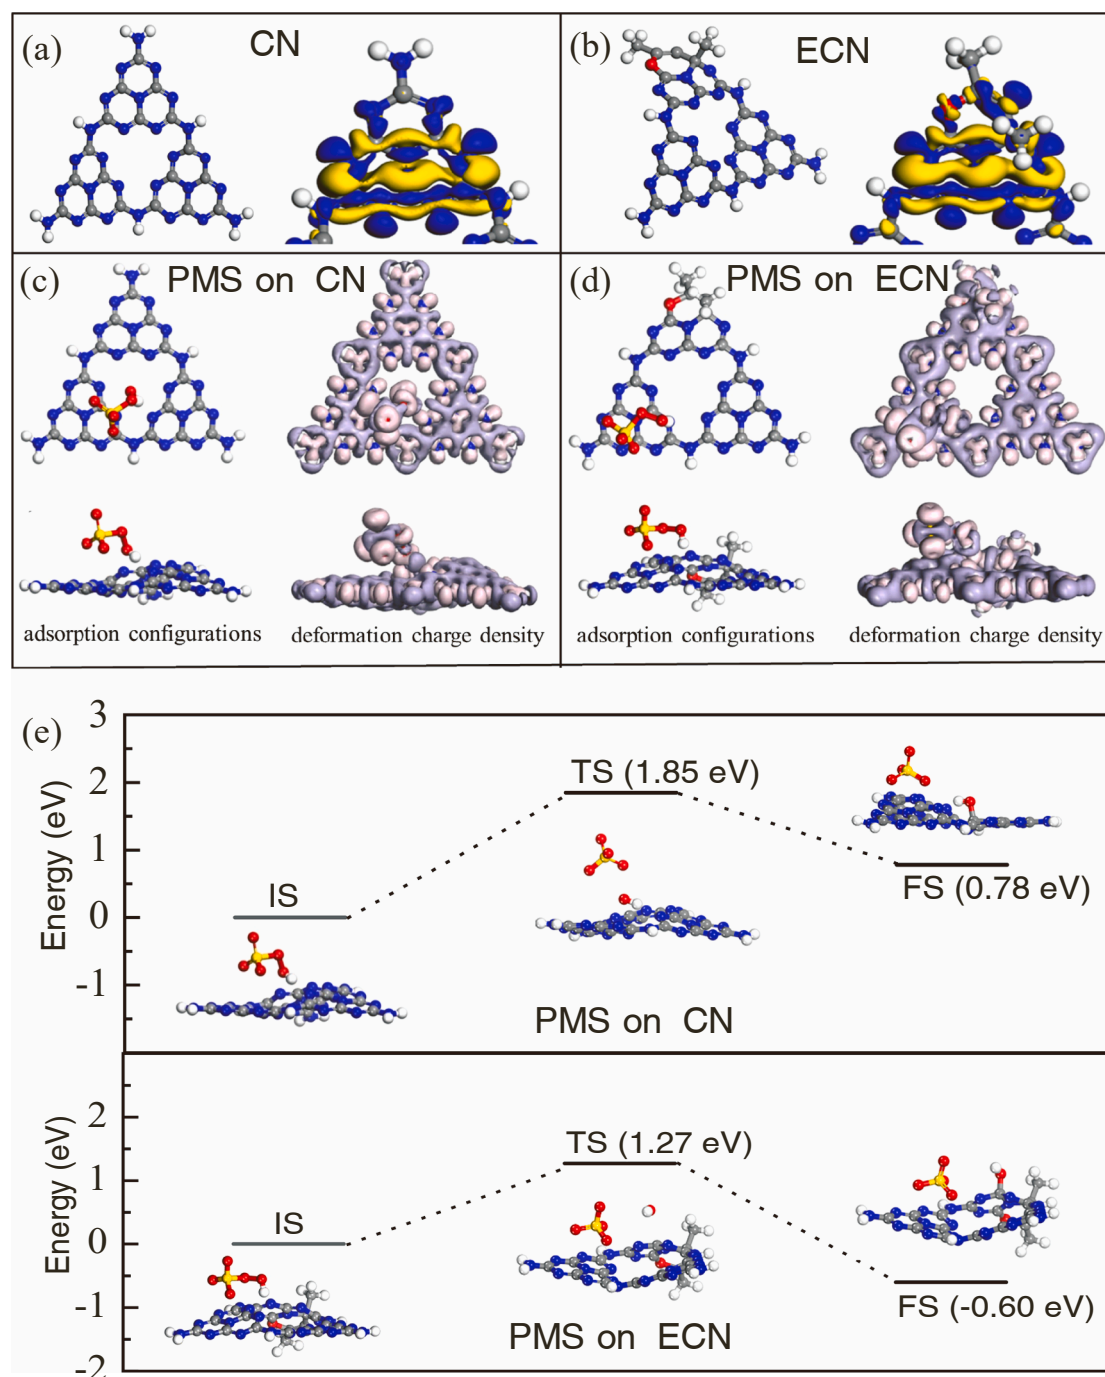 (a) CN
(b) ECN
(c) PMS on CN
adsorption configurations
deformation charge density
(d) PMS on ECN
adsorption configurations
deformation charge density
(e)
Energy (eV)
3
2
1
0
-1
IS
TS (1.85 eV)
FS (0.78 eV)
PMS on CN
Energy (eV)
2
1
0
-1
-2
IS
TS (1.27 eV)
FS (-0.60 eV)
PMS on ECN